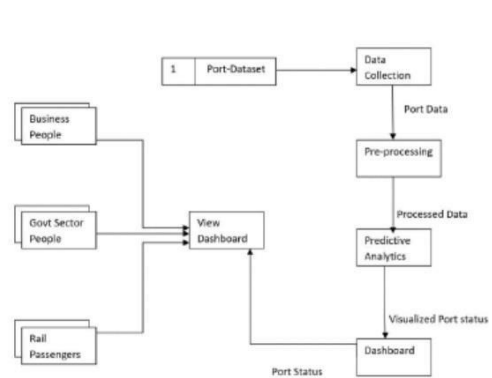 1 Port-Dataset
Data
Collection
Port Data
Business
People
Pre-processing
Processed Data
Govt Sector
People
View
Dashboard
Predictive
Analytics
Visualized Port status
Rail
Passengers
Dashboard
Port Status